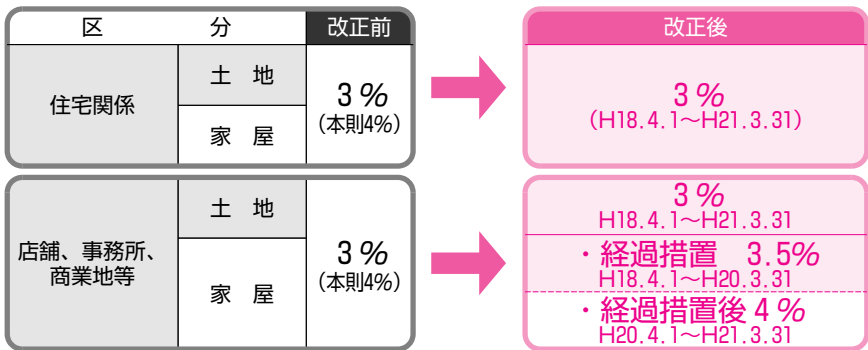 区 分 改正前 改正後
住宅関係
土 地
家 屋
3%
(本則4%)
3%
(H18.4.1〜H21.3.31)
店舗、事務所、
商業地等
土 地
家 屋
3%
(本則4%)
3%
H18.4.1〜H21.3.31
・経過措置 3.5%
H18.4.1〜H20.3.31
・経過措置後4%
H20.4.1〜H21.3.31